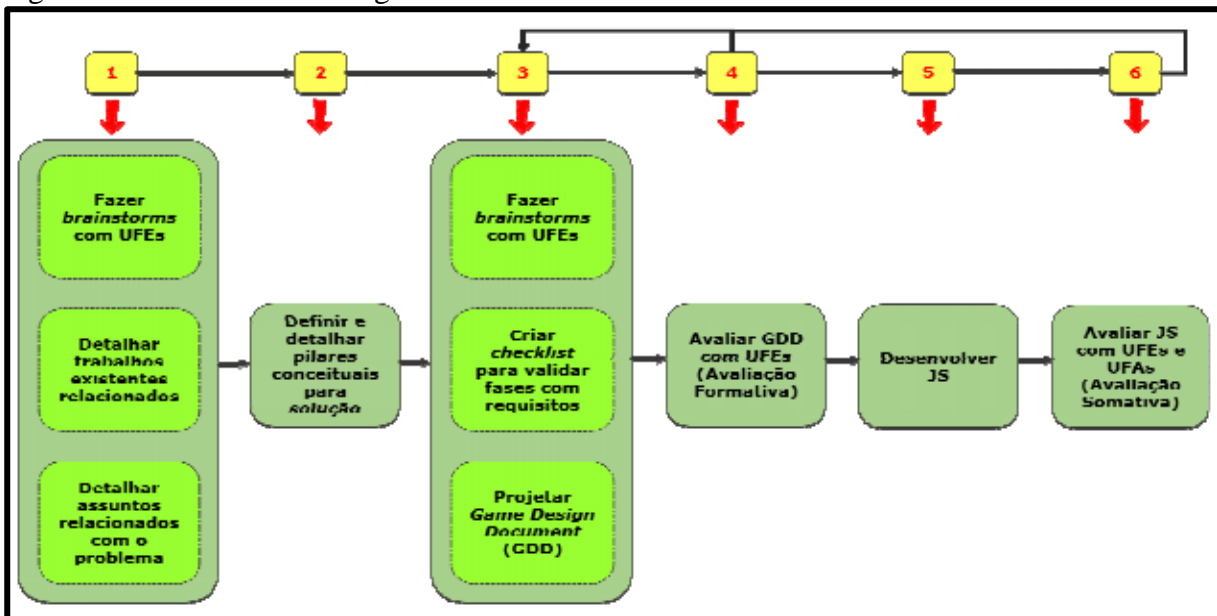 1
2
3
4
5
6
Fazer
brainstorms
com UFEs
Detalhar
trabalhos
existentes
relacionados
Detalhar
assuntos
relacionados
com o
problema
Definir e
detalhar
pilares
conceituais
para
solução
Fazer
brainstorms
com UFEs
Criar
checklist
para validar
fases com
requisitos
Projetar
Game Design
Document
(GDD)
Avaliar GDD
com UFEs
(Avaliação
Formativa)
Desenvolver
JS
Avaliar JS
com UFEs e
UFAs
(Avaliação
Somativa)